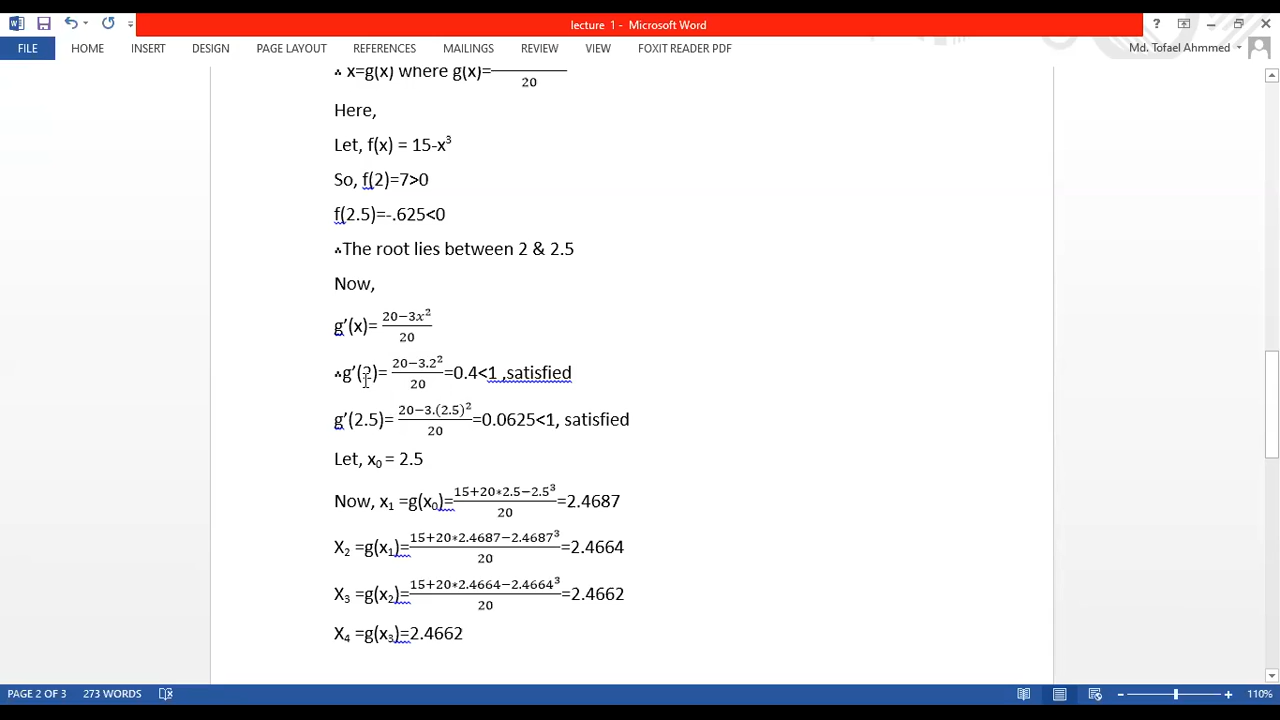 lecture 1 - Microsoft Word
FILE HOME INSERT DESIGN PAGE LAYOUT REFERENCES MAILINGS REVIEW VIEW FOXIT READER PDF
Md. Tofael Ahmmed
∴ x=g(x) where g(x)= /20
Here,
Let, f(x) = 15-x³
So, f(2)=7>0
f(2.5)=-.625<0
∴The root lies between 2 & 2.5
Now,
g’(x)= (20−3x²)/20
∴g’(2)= (20−3.2²)/20=0.4<1 ,satisfied
g’(2.5)= (20−3.(2.5)²)/20=0.0625<1, satisfied
Let, x₀ = 2.5
Now, x₁ =g(x₀)=(15+20∗2.5−2.5³)/20=2.4687
X₂ =g(x₁)=(15+20∗2.4687−2.4687³)/20=2.4664
X₃ =g(x₂)=(15+20∗2.4664−2.4664³)/20=2.4662
X₄ =g(x₃)=2.4662
PAGE 2 OF 3 273 WORDS 110%